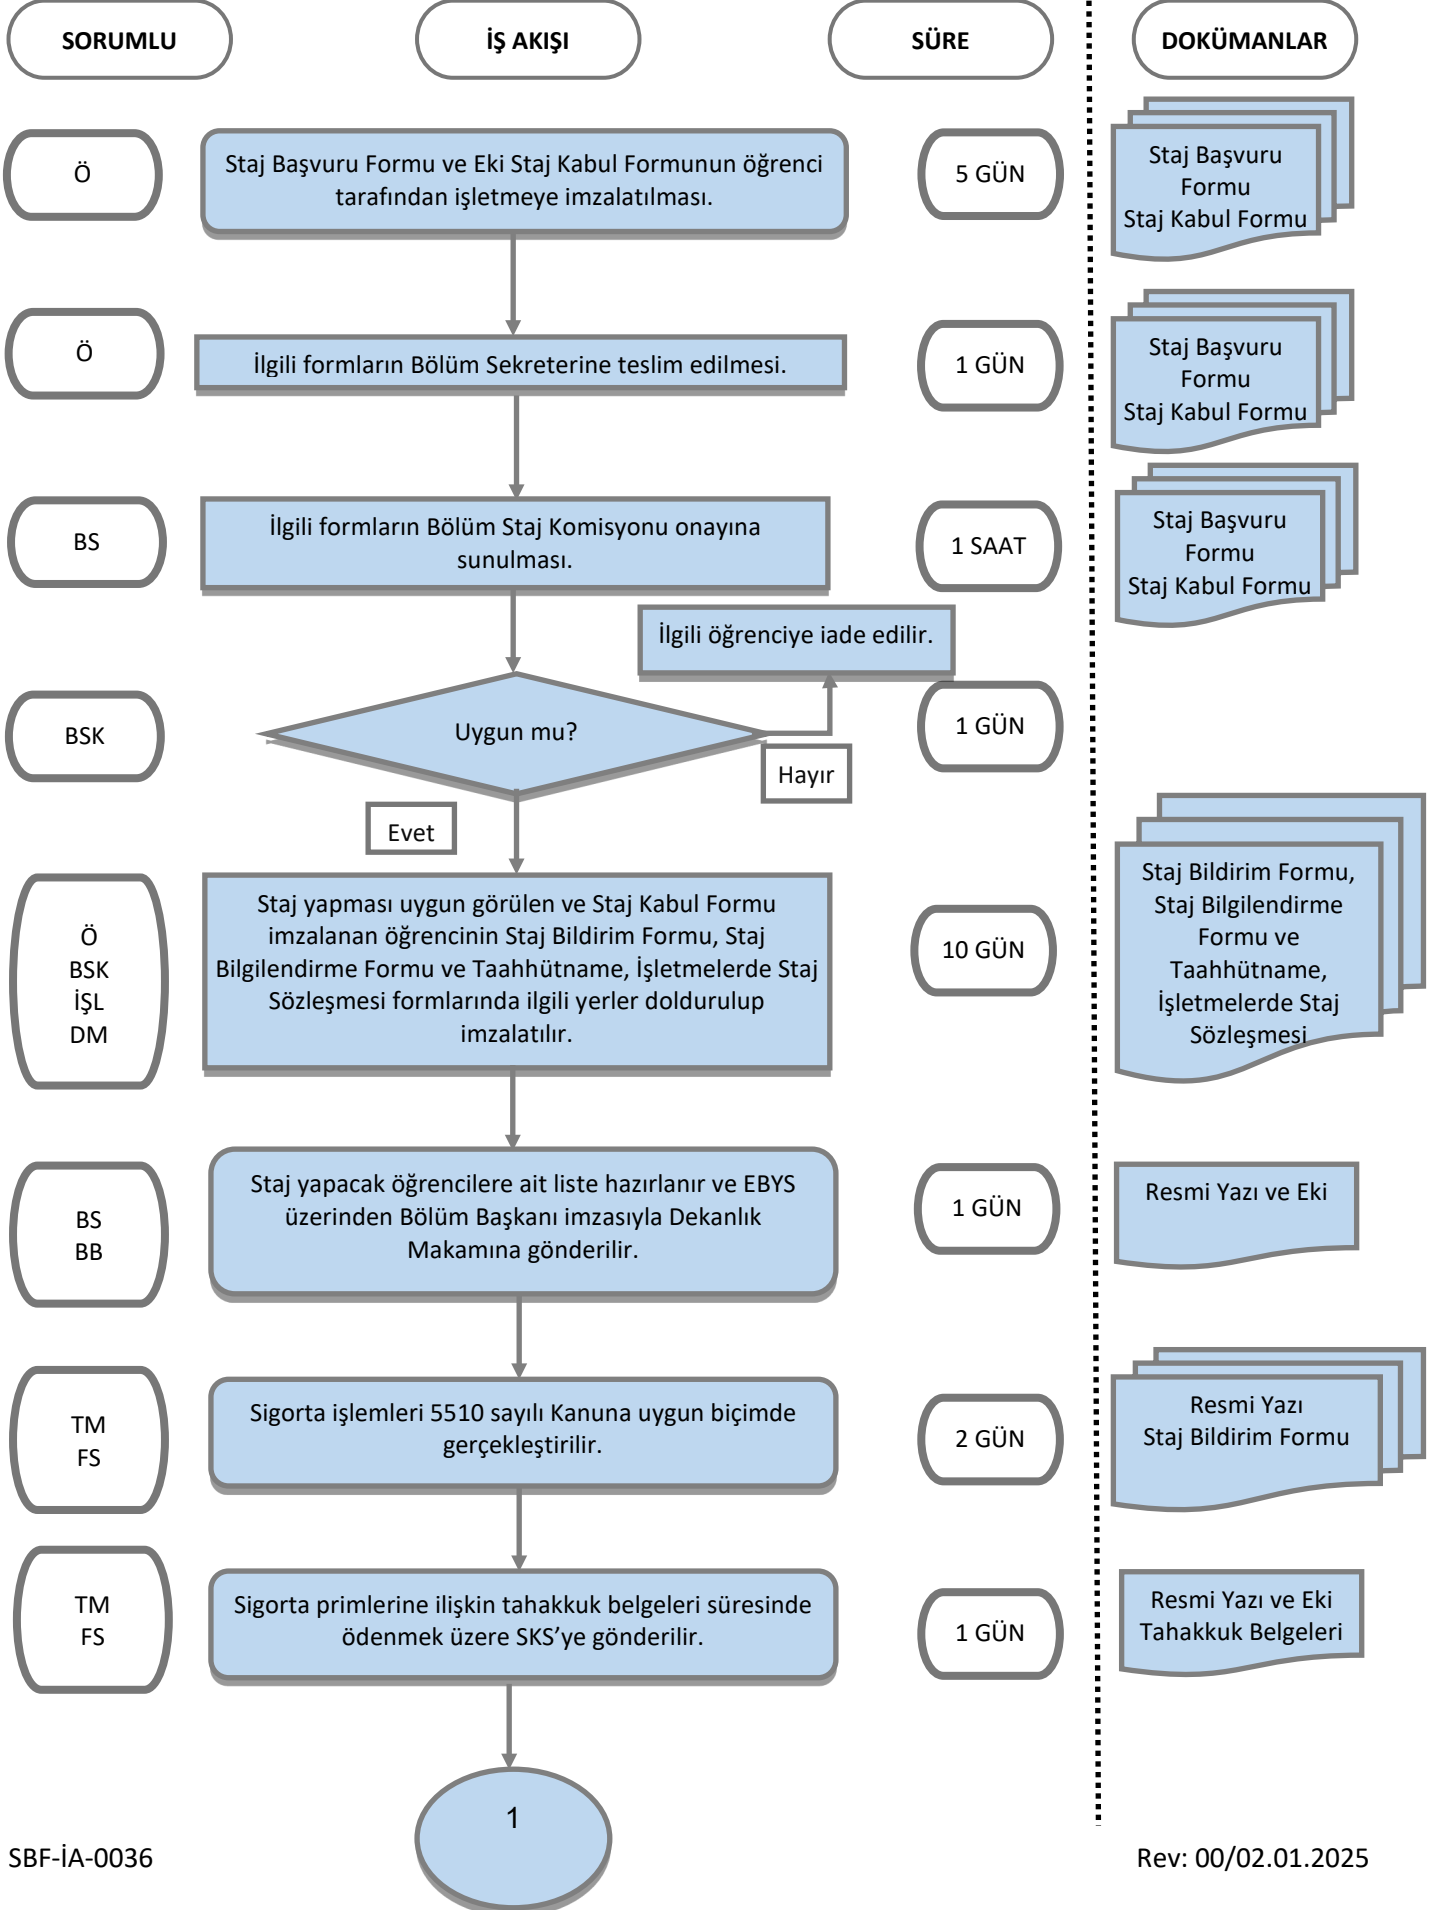 SORUMLU
İŞ AKIŞI
SÜRE
DOKÜMANLAR
Ö
Staj Başvuru Formu ve Eki Staj Kabul Formunun öğrenci
tarafından işletmeye imzalatılması.
5 GÜN
Staj Başvuru
Formu
Staj Kabul Formu
Ö
İlgili formların Bölüm Sekreterine teslim edilmesi.
1 GÜN
Staj Başvuru
Formu
Staj Kabul Formu
BS
İlgili formların Bölüm Staj Komisyonu onayına
sunulması.
1 SAAT
Staj Başvuru
Formu
Staj Kabul Formu
İlgili öğrenciye iade edilir.
BSK
Uygun mu?
1 GÜN
Hayır
Evet
Ö
BSK
İŞL
DM
Staj yapması uygun görülen ve Staj Kabul Formu
imzalanan öğrencinin Staj Bildirim Formu, Staj
Bilgilendirme Formu ve Taahhütname, İşletmelerde Staj
Sözleşmesi formlarında ilgili yerler doldurulup
imzalatılır.
10 GÜN
Staj Bildirim Formu,
Staj Bilgilendirme
Formu ve
Taahhütname,
İşletmelerde Staj
Sözleşmesi
BS
BB
Staj yapacak öğrencilere ait liste hazırlanır ve EBYS
üzerinden Bölüm Başkanı imzasıyla Dekanlık
Makamına gönderilir.
1 GÜN
Resmi Yazı ve Eki
TM
FS
Sigorta işlemleri 5510 sayılı Kanuna uygun biçimde
gerçekleştirilir.
2 GÜN
Resmi Yazı
Staj Bildirim Formu
TM
FS
Sigorta primlerine ilişkin tahakkuk belgeleri süresinde
ödenmek üzere SKS’ye gönderilir.
1 GÜN
Resmi Yazı ve Eki
Tahakkuk Belgeleri
1
SBF-İA-0036
Rev: 00/02.01.2025